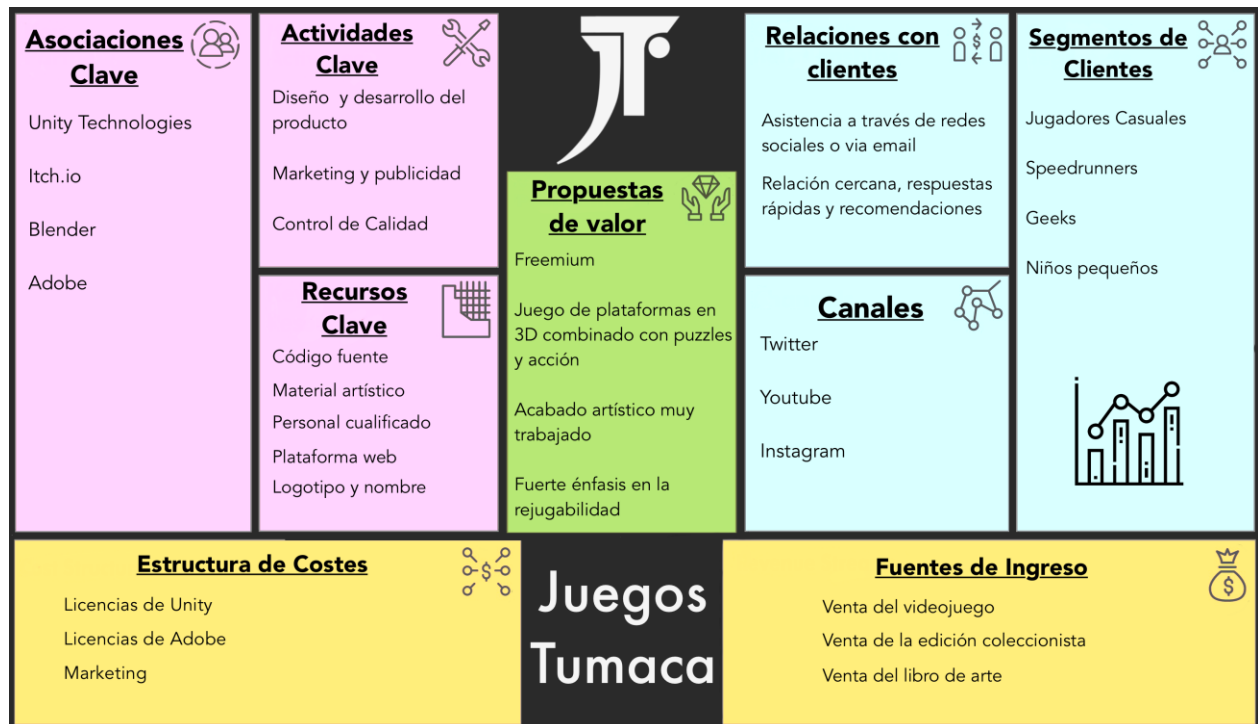 Asociaciones
Clave
Unity Technologies
Itch.io
Blender
Adobe
Actividades
Clave
Diseño y desarrollo del
producto
Marketing y publicidad
Control de Calidad
Recursos
Clave
Código fuente
Material artístico
Personal cualificado
Plataforma web
Logotipo y nombre
JT
Propuestas
de valor
Freemium
Juego de plataformas en
3D combinado con puzzles
y acción
Acabado artístico muy
trabajado
Fuerte énfasis en la
rejugabilidad
Relaciones con
clientes
$
Asistencia a través de redes
sociales o via email
Relación cercana, respuestas
rápidas y recomendaciones
Canales
Twitter
Youtube
Instagram
Segmentos de
Clientes
Jugadores Casuales
Speedrunners
Geeks
Niños pequeños
Estructura de Costes
$
Licencias de Unity
Licencias de Adobe
Marketing
Juegos
Tumaca
Fuentes de Ingreso
$
Venta del videojuego
Venta de la edición coleccionista
Venta del libro de arte